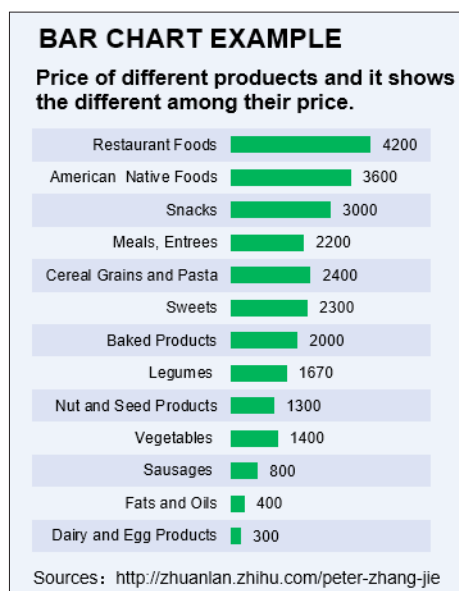 BAR CHART EXAMPLE
Price of different produects and it shows
the different among their price.
Restaurant Foods 4200
American Native Foods 3600
Snacks 3000
Meals, Entrees 2200
Cereal Grains and Pasta 2400
Sweets 2300
Baked Products 2000
Legumes 1670
Nut and Seed Products 1300
Vegetables 1400
Sausages 800
Fats and Oils 400
Dairy and Egg Products 300
Sources：http://zhuanlan.zhihu.com/peter-zhang-jie